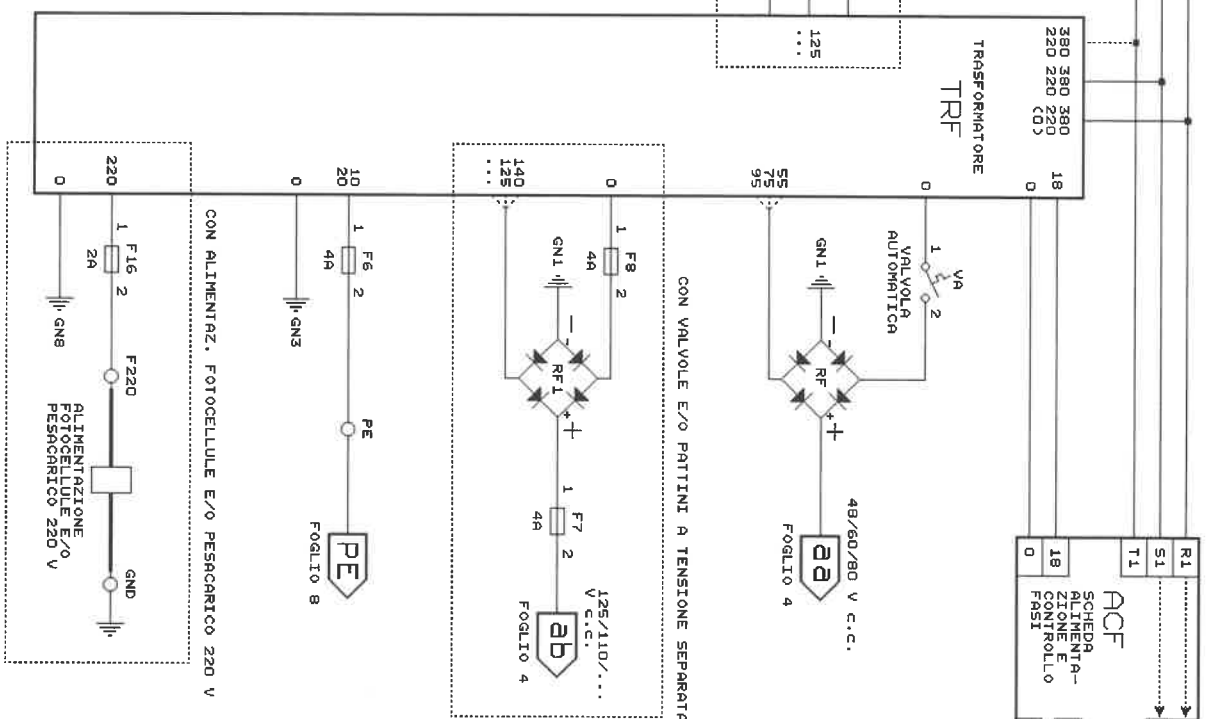 R1
S1
T1
18
0
ACF
SCHEDA
ALIMENTA-
ZIONE E
CONTROLLO
FASI
380
220
380
220
380
220
(0)
TRASFORMATORE
TRF
125
...
18
0
0
55
75
95
1
VA
2
VALVOLA
AUTOMATICA
GN1
-
RF
+
48/60/80 V c.c.
aa
FOGLIO 4
CON VALVOLE E/O PATTINI A TENSIONE SEPARATA
0
140
125
...
1
F8
2
4A
GN1
-
RF1
+
1
F7
2
4A
125/110/...
V c.c.
ab
FOGLIO 4
10
20
0
1
F6
2
4A
GN3
PE
PE
FOGLIO 8
CON ALIMENTAZ. FOTOCELLULE E/O PESACARICO 220 V
220
0
1
F16
2
2A
GN8
F220
GND
ALIMENTAZIONE
FOTOCELLULE E/O
PESACARICO 220 V